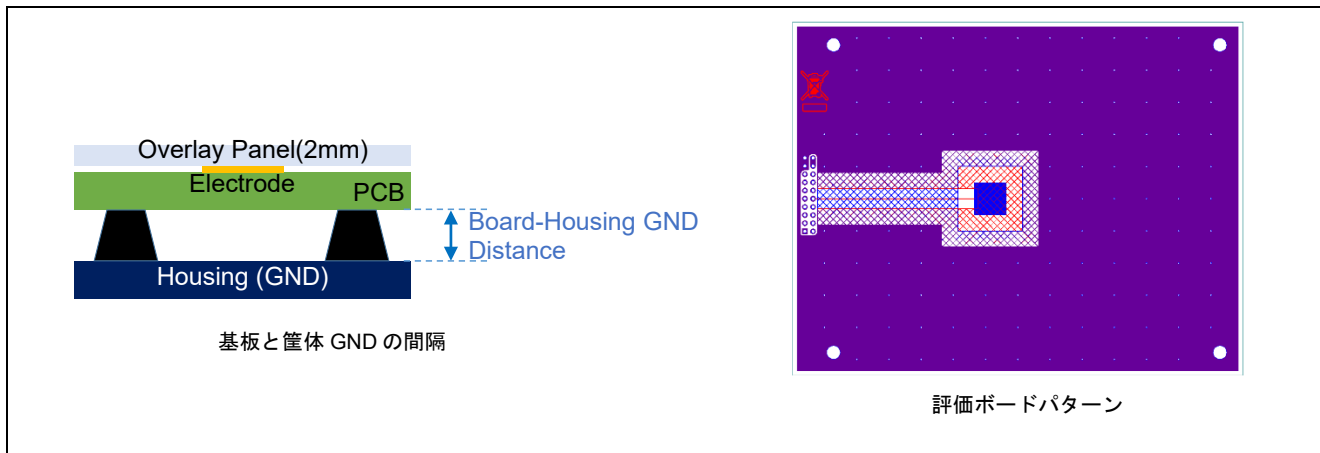 Overlay Panel(2mm)
Electrode
PCB
Board-Housing GND
Distance
Housing (GND)
基板と筐体 GND の間隔
評価ボードパターン